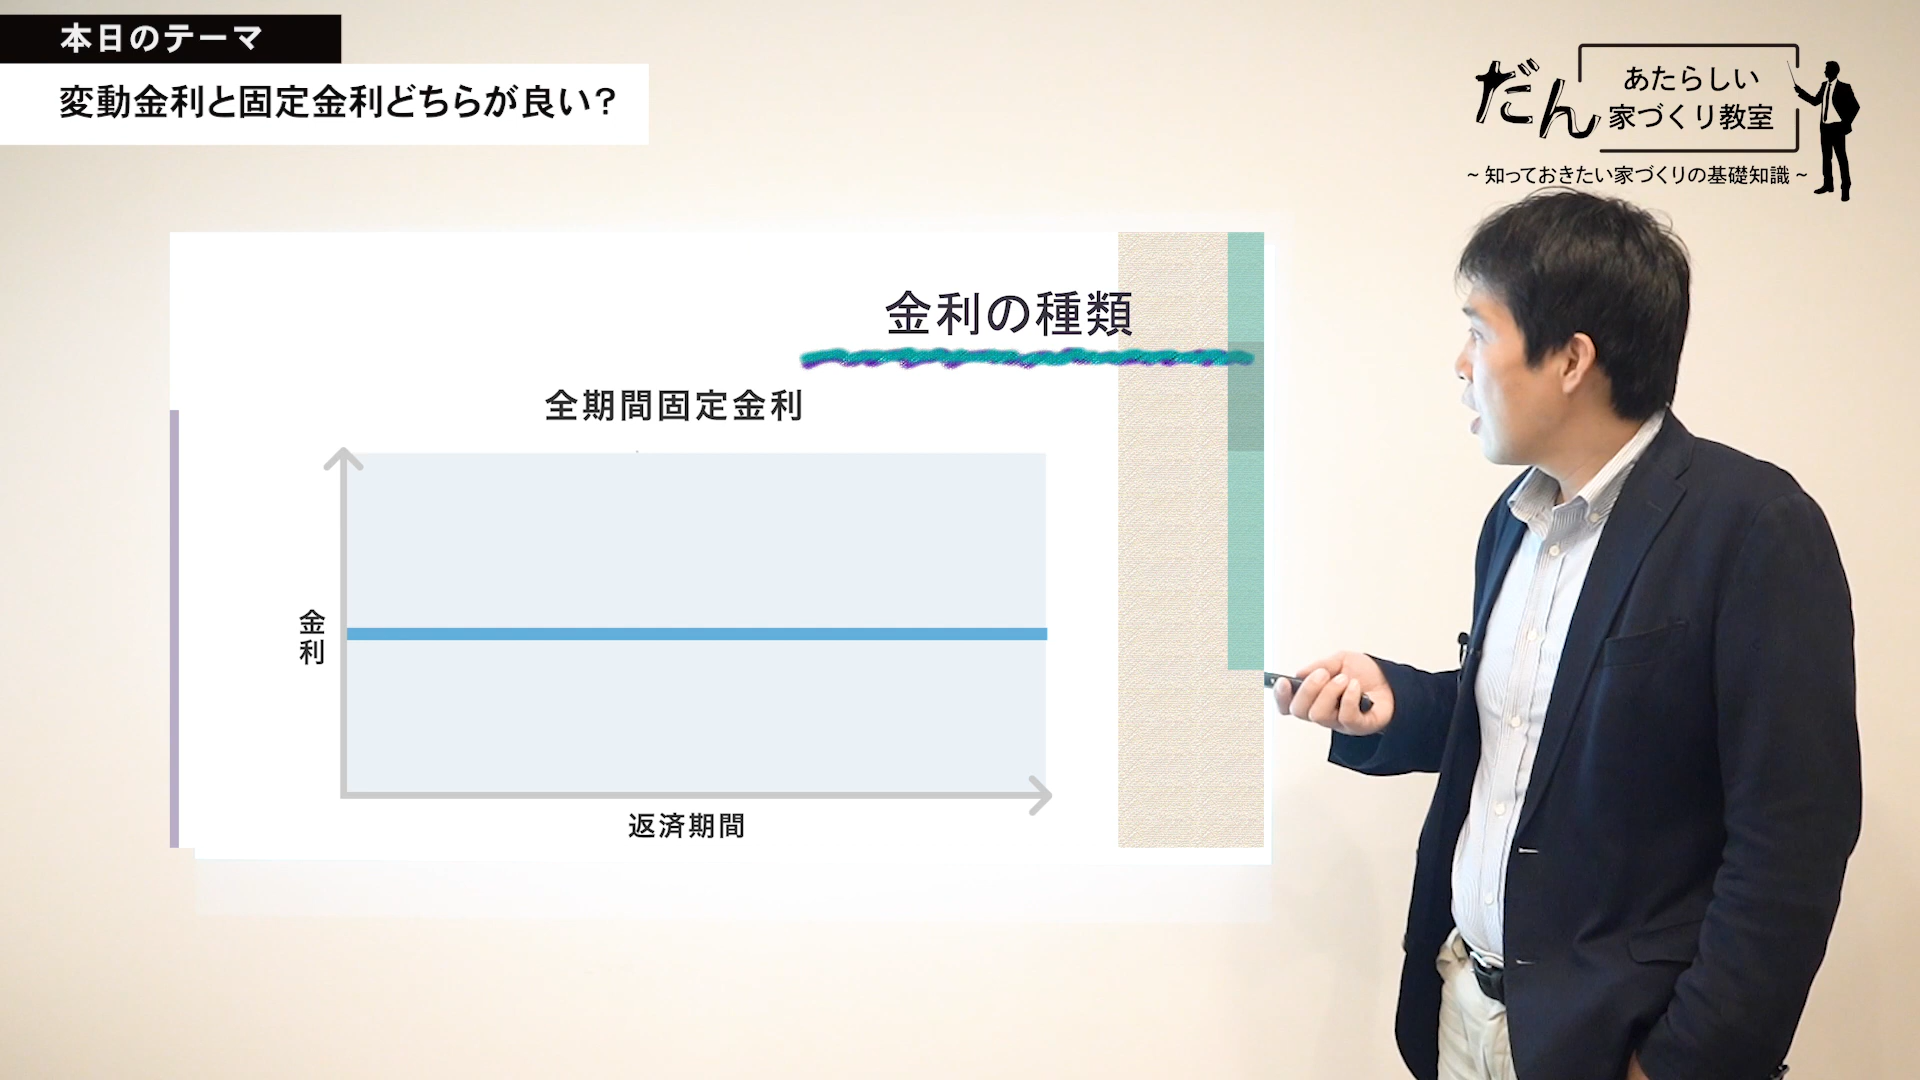 本日のテーマ
変動金利と固定金利どちらが良い?
だん
あたらしい
家づくり教室
~ 知っておきたい家づくりの基礎知識 ~
金利の種類
全期間固定金利
金利
返済期間